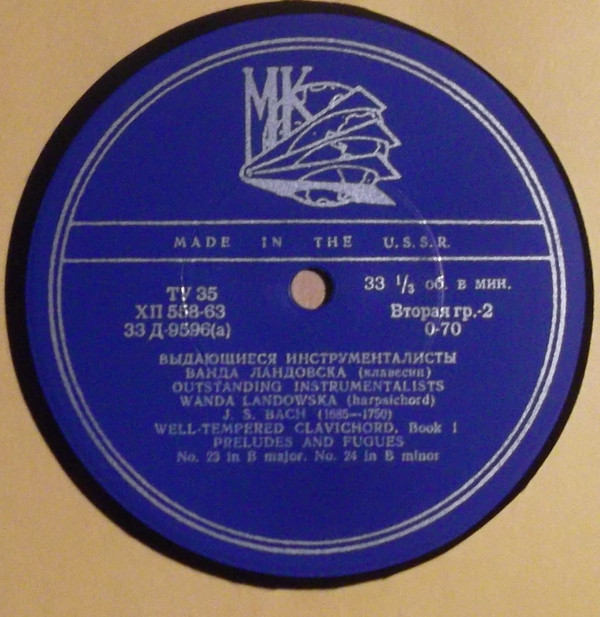 МК
MADE IN THE U.S.S.R.
33 1/3 об. в мин.
ТУ 35
ХП 558-63
33 Д-9596(а)
Вторая гр.-2
0-70
ВЫДАЮЩИЕСЯ ИНСТРУМЕНТАЛИСТЫ
ВАНДА ЛАНДОВСКА (клавесин)
OUTSTANDING INSTRUMENTALISTS
WANDA LANDOWSKA (harpsichord)
J. S. BACH (1685—1750)
WELL-TEMPERED CLAVICHORD, Book I
PRELUDES AND FUGUES
No. 23 in B major. No. 24 in B minor